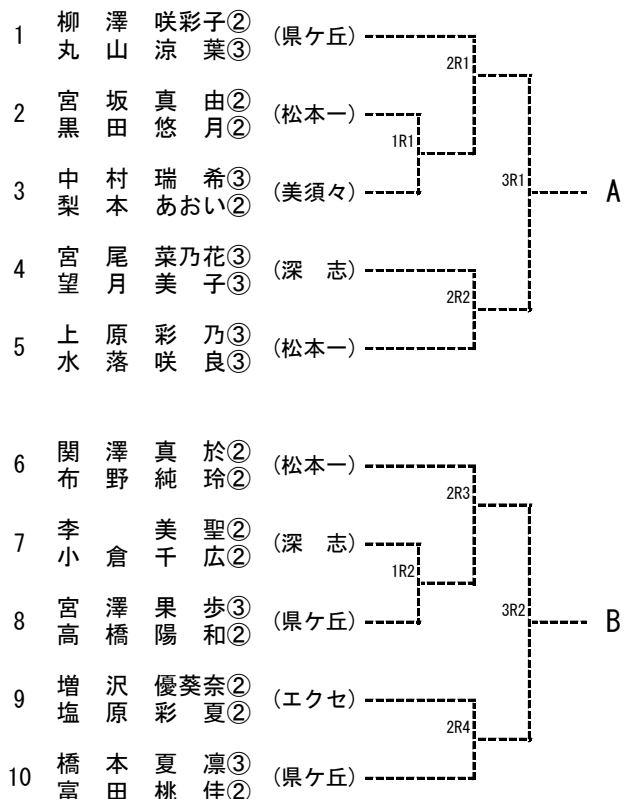 1 柳澤 咲彩子② (県ケ丘)
丸山涼葉③
2R1
2 宮坂真由② (松本一)
黒田悠月②
1R1
3 中村瑞希③ (美須々)
梨本あおい②
3R1 A
4 宮尾菜乃花③ (深 志)
望月美子③
2R2
5 上原彩乃③ (松本一)
水落咲良③
6 関澤真於② (松本一)
布野純玲②
2R3
7 李 美聖② (深 志)
小倉千広②
1R2
8 宮澤果歩③ (県ケ丘)
高橋陽和②
3R2 B
9 増沢優葵奈② (エクセ)
塩原彩夏②
2R4
10 橋本夏凛③ (県ケ丘)
富田桃佳②